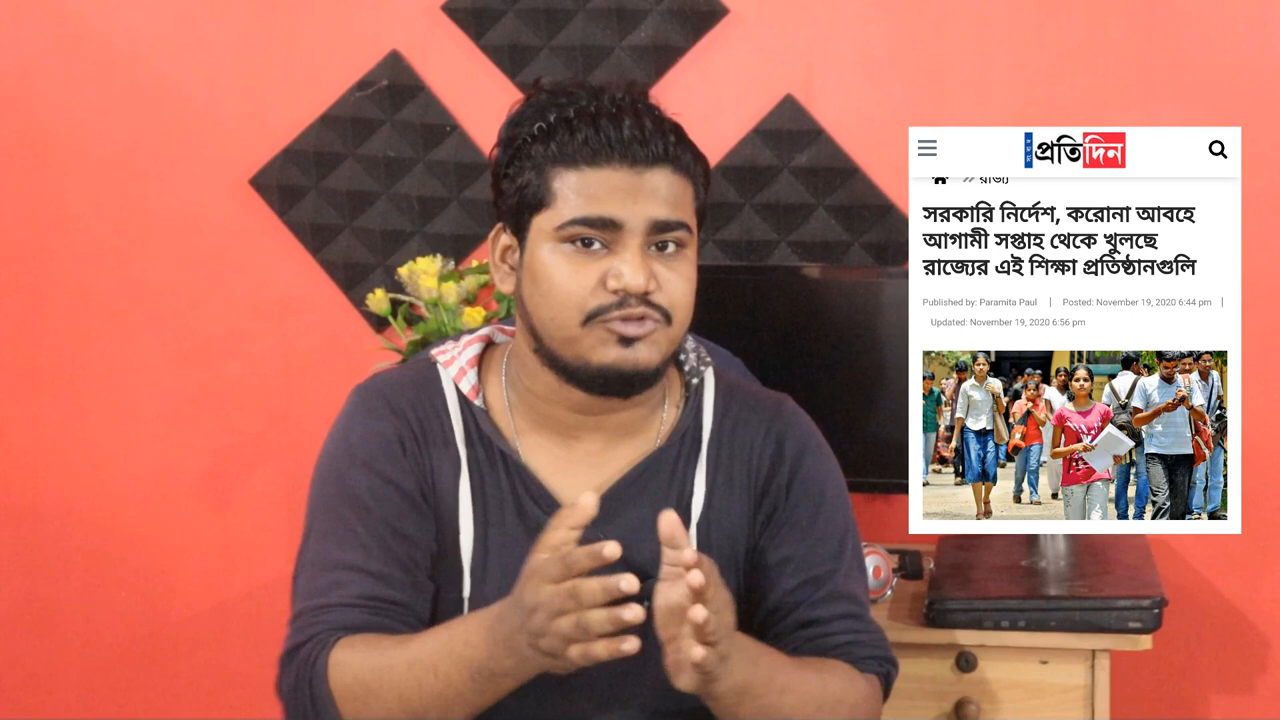 প্রতিদিন
রাজ্য
সরকারি নির্দেশ, করোনা আবহে
আগামী সপ্তাহ থেকে খুলছে
রাজ্যের এই শিক্ষা প্রতিষ্ঠানগুলি
Published by: Paramita Paul | Posted: November 19, 2020 6:44 pm |
Updated: November 19, 2020 6:56 pm